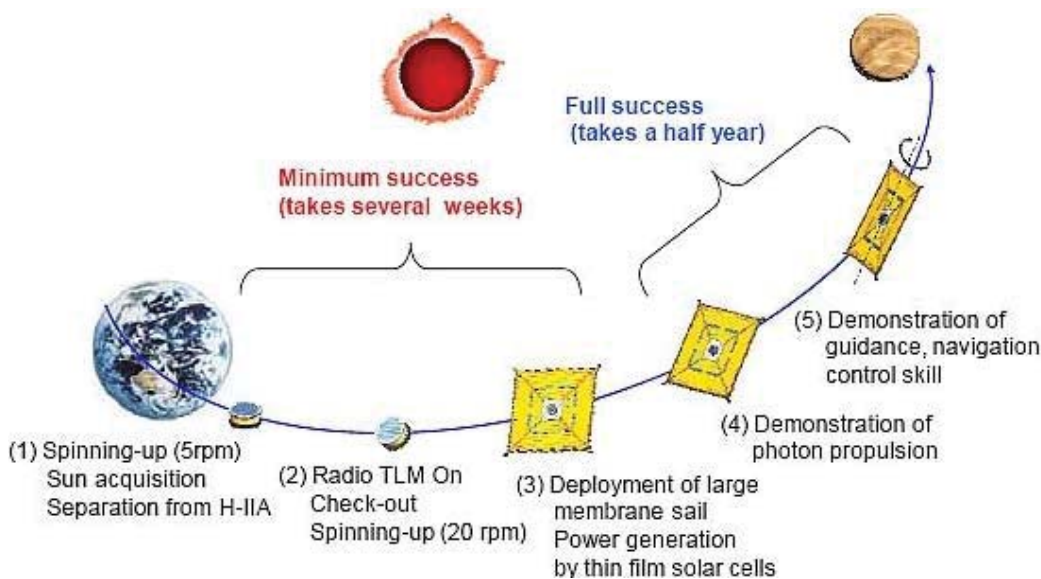 Full success
(takes a half year)
Minimum success
(takes several weeks)
(1) Spinning-up (5rpm)
Sun acquisition
Separation from H-IIA
(2) Radio TLM On
Check-out
Spinning-up (20 rpm)
(3) Deployment of large
membrane sail
Power generation
by thin film solar cells
(4) Demonstration of
photon propulsion
(5) Demonstration of
guidance, navigation
control skill